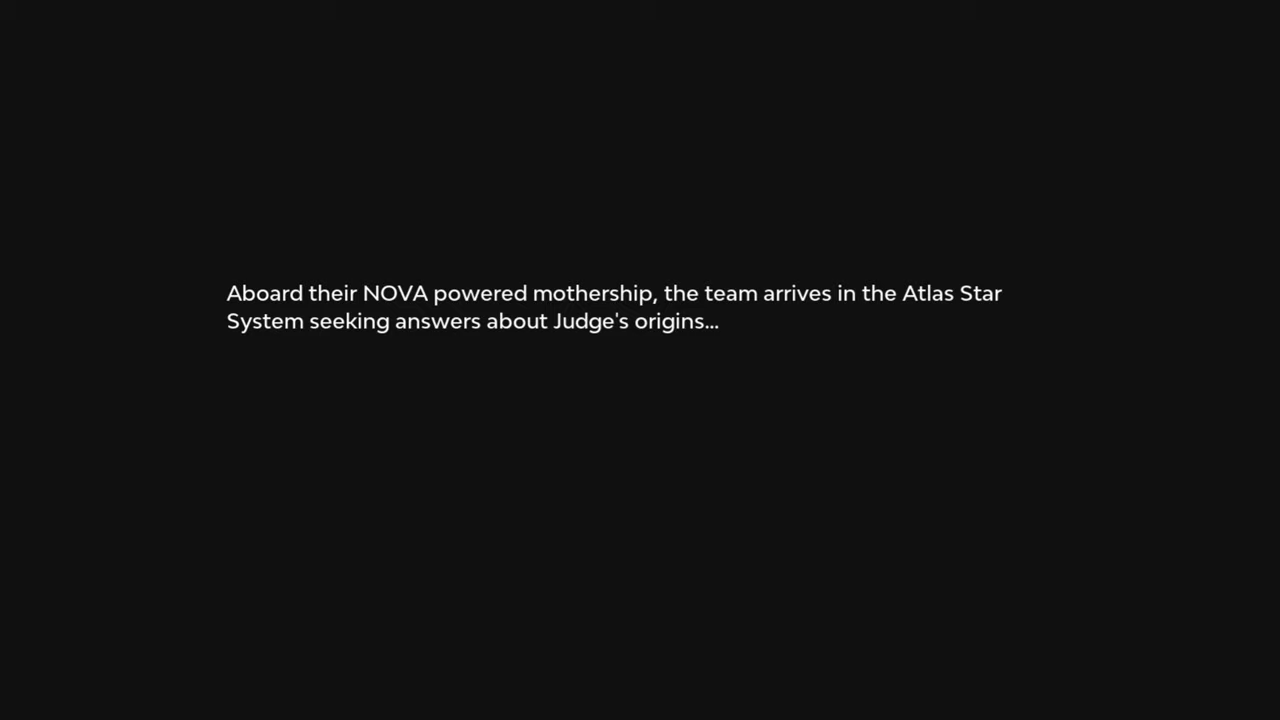 Aboard their NOVA powered mothership, the team arrives in the Atlas Star
System seeking answers about Judge's origins...